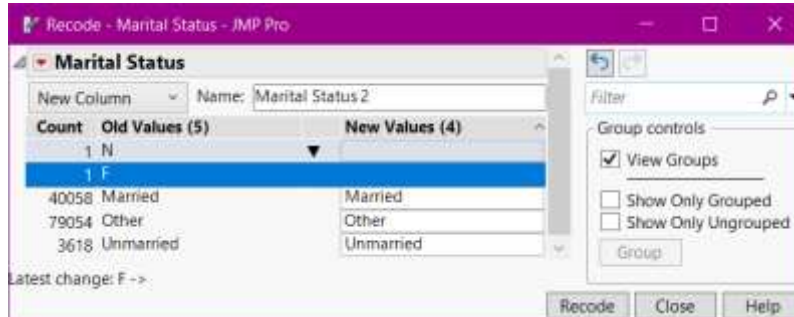 Recode - Marital Status - JMP Pro
Marital Status
New Column Name: Marital Status 2
Filter
Count Old Values (5) New Values (4)
1 N
1 F
40058 Married Married
79054 Other Other
3618 Unmarried Unmarried
Group controls
View Groups
Show Only Grouped
Show Only Ungrouped
Group
Latest change: F ->
Recode Close Help